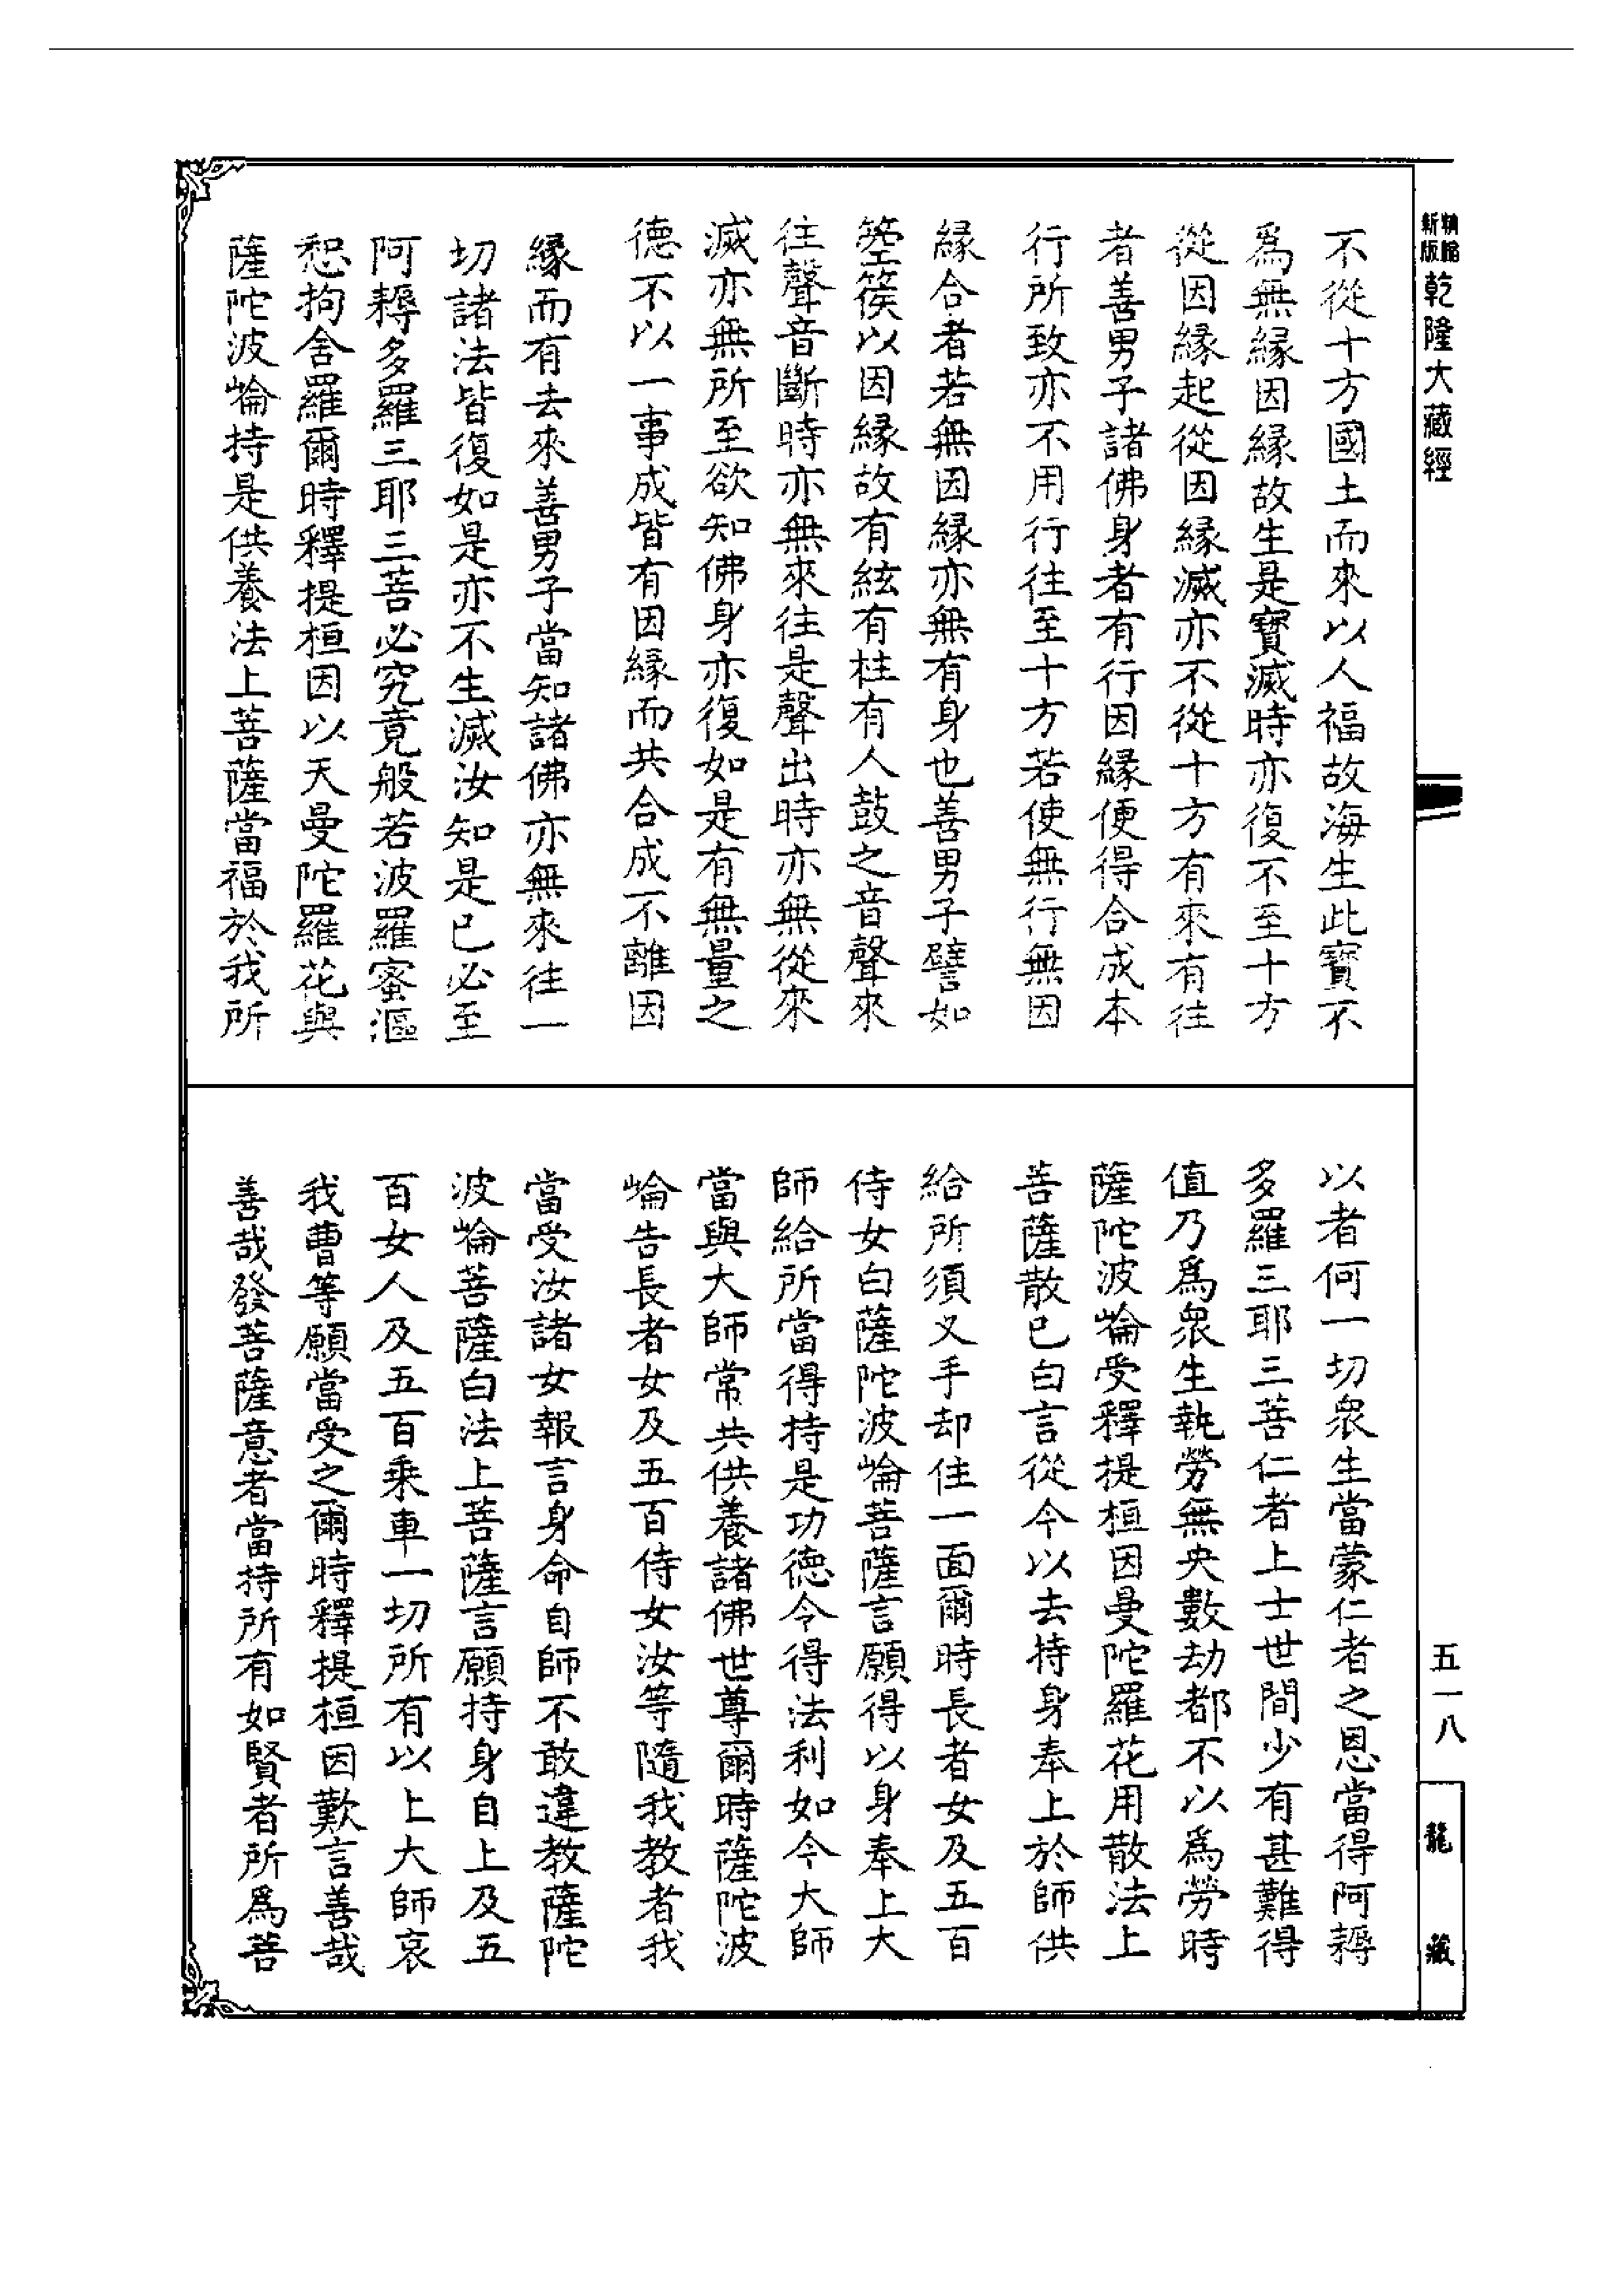 精縮新版
乾隆大藏經
不從十方國土而來以人福故海生此寶不
爲無緣因緣故生是寶滅時亦復不至十方
從因緣起從因緣滅亦不從十方有來有往
者善男子諸佛身者有行因緣便得合成本
行所致亦不用行往至十方若使無行無因
緣合者若無因緣亦無有身也善男子譬如
箜篌以因緣故有絃有柱有人鼓之音聲來
往聲音斷時亦無來往是聲出時亦無從來
滅亦無所至欲知佛身亦復如是有無量之
德不以一事成皆有因緣而共合成不離因
緣而有去來善男子當知諸佛亦無來往一
切諸法皆復如是亦不生滅汝知是已必至
阿耨多羅三耶三菩必究竟般若波羅蜜漚
惒拘舍羅爾時釋提桓因以天曼陀羅花與
薩陀波崙持是供養法上菩薩當福於我所
以者何一切眾生當蒙仁者之恩當得阿耨
多羅三耶三菩仁者上士世間少有甚難得
值乃爲眾生執勞無央數劫都不以爲勞時
薩陀波崙受釋提桓因曼陀羅花用散法上
菩薩散已白言從今以去持身奉上於師供
給所須叉手却住一面爾時長者女及五百
侍女白薩陀波崙菩薩言願得以身奉上大
師給所當得持是功德令得法利如今大師
當與大師常共供養諸佛世尊爾時薩陀波
崙告長者女及五百侍女汝等隨我教者我
當受汝諸女報言身命自師不敢違教薩陀
波崙菩薩白法上菩薩言願持身自上及五
百女人及五百乘車一切所有以上大師哀
我曹等願當受之爾時釋提桓因歎言善哉
善哉發菩薩意者當持所有如賢者所爲菩
五一八
龍藏